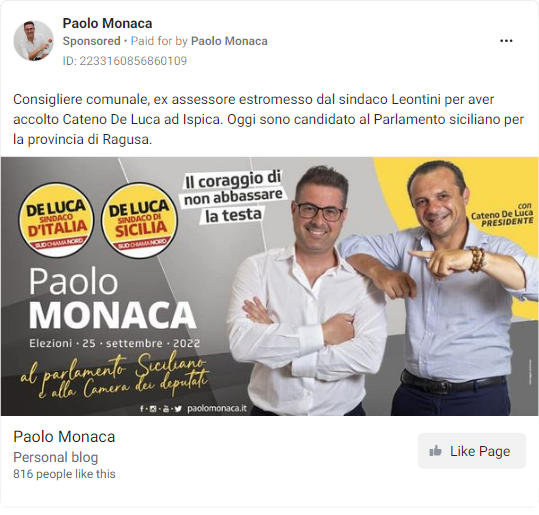 Paolo Monaca
Sponsored • Paid for by Paolo Monaca
ID: 2233160856860109
Consigliere comunale, ex assessore estromesso dal sindaco Leontini per aver
accolto Cateno De Luca ad Ispica. Oggi sono candidato al Parlamento siciliano per
la provincia di Ragusa.
DE LUCA
SINDACO
D'ITALIA
SUD CHIAMA NORD
DE LUCA
SINDACO DI
SICILIA
SUD CHIAMA NORD
Il coraggio di
non abbassare
la testa
con
Cateno De Luca
PRESIDENTE
Paolo
MONACA
Elezioni • 25 • settembre • 2022
al parlamento Siciliano
e alla Camera dei deputati
paolomonaca.it
Paolo Monaca
Personal blog
816 people like this
Like Page